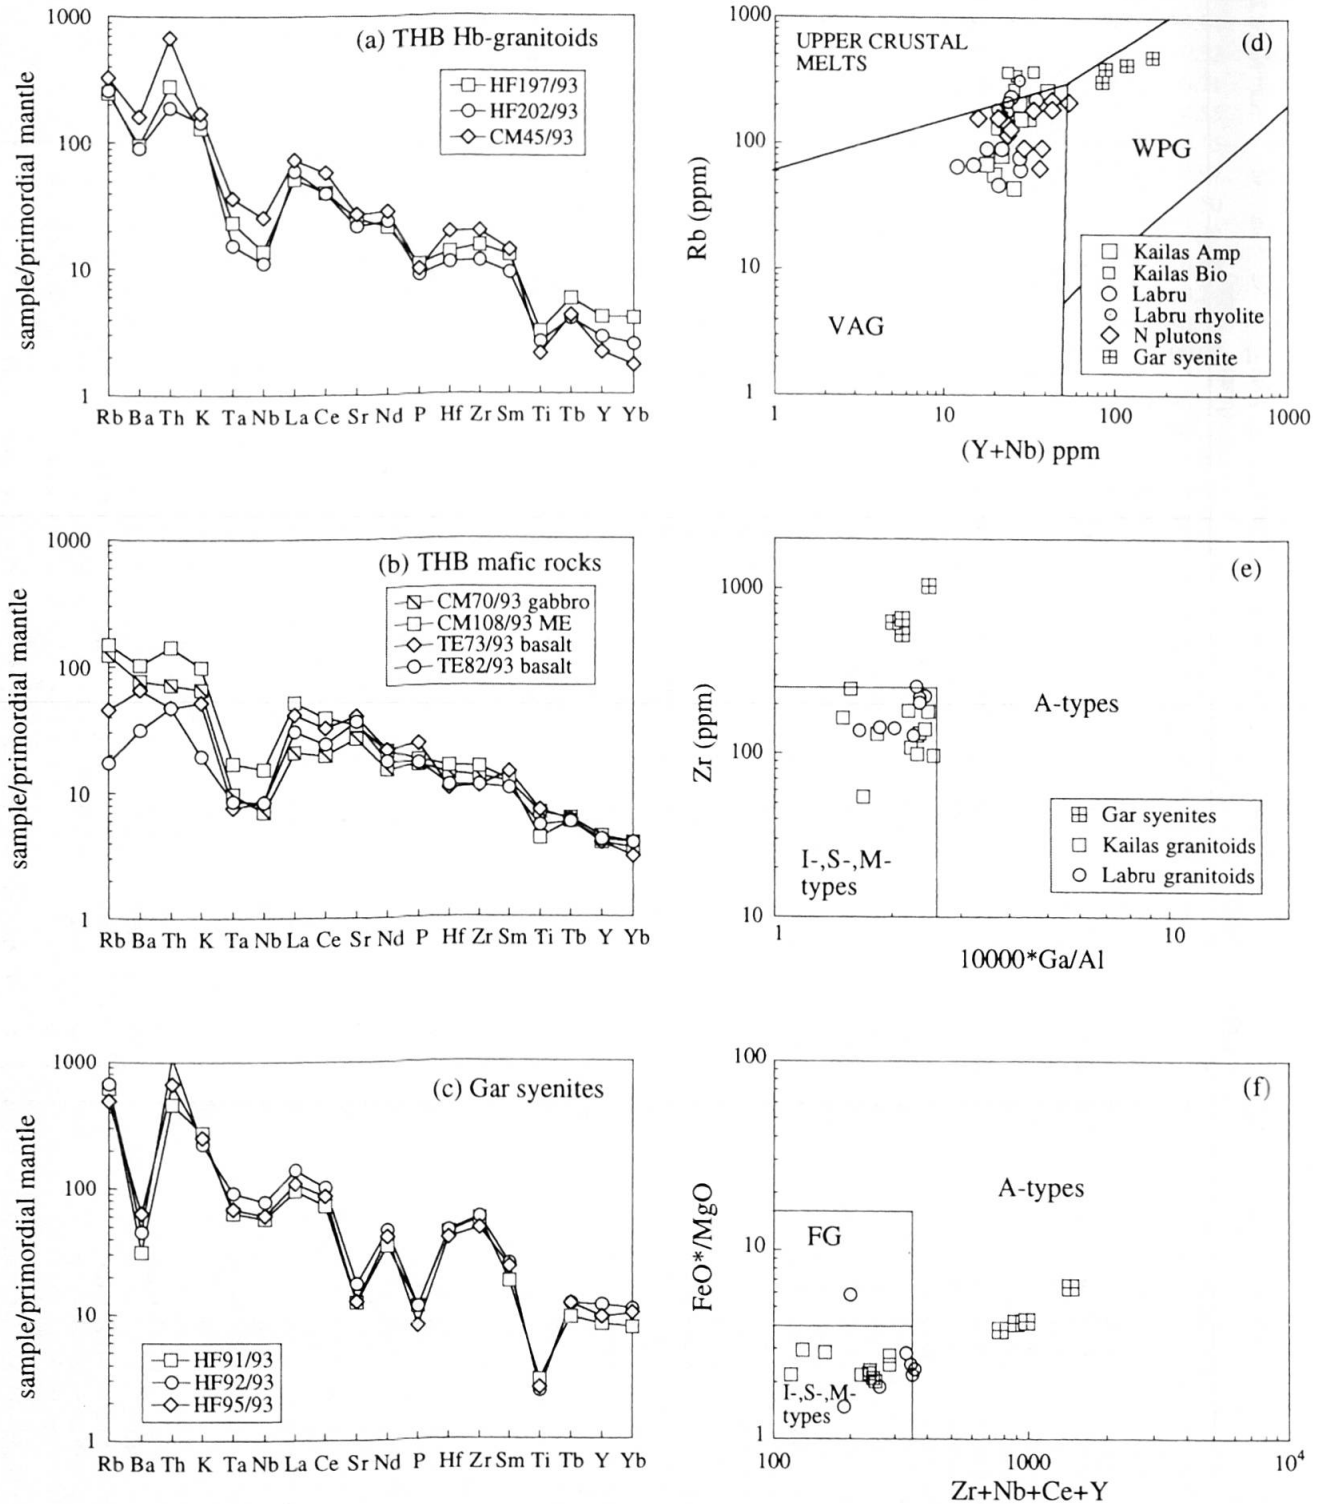 (a) THB Hb-granitoids
HF197/93
HF202/93
CM45/93
sample/primordial mantle
1000
100
10
1
Rb Ba Th K Ta Nb La Ce Sr Nd P Hf Zr Sm Ti Tb Y Yb
(d)
UPPER CRUSTAL
MELTS
WPG
VAG
Kailas Amp
Kailas Bio
Labru
Labru rhyolite
N plutons
Gar syenite
Rb (ppm)
1000
100
10
1
1 10 100 1000
(Y+Nb) ppm
(b) THB mafic rocks
CM70/93 gabbro
CM108/93 ME
TE73/93 basalt
TE82/93 basalt
sample/primordial mantle
1000
100
10
1
Rb Ba Th K Ta Nb La Ce Sr Nd P Hf Zr Sm Ti Tb Y Yb
(e)
A-types
I-,S-,M-
types
Gar syenites
Kailas granitoids
Labru granitoids
Zr (ppm)
1000
100
10
1 10
10000*Ga/Al
(c) Gar syenites
HF91/93
HF92/93
HF95/93
sample/primordial mantle
1000
100
10
1
Rb Ba Th K Ta Nb La Ce Sr Nd P Hf Zr Sm Ti Tb Y Yb
(f)
A-types
FG
I-,S-,M-
types
FeO*/MgO
100
10
1
100 1000 10⁴
Zr+Nb+Ce+Y